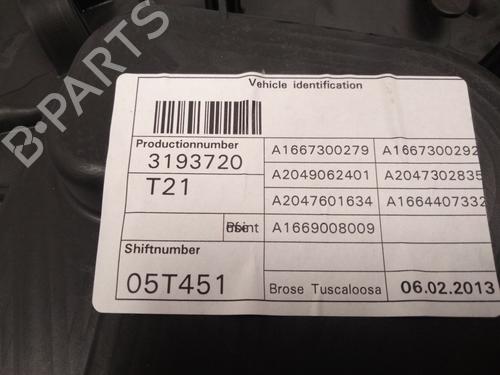 B-PARTS
Vehicle identification
Productionnumber
3193720
A1667300279 A1667300292
T21
A2049062401 A2047302835
A2047601634 A1664407332
A1669008009
Shiftnumber
05T451
Brose Tuscaloosa 06.02.2013